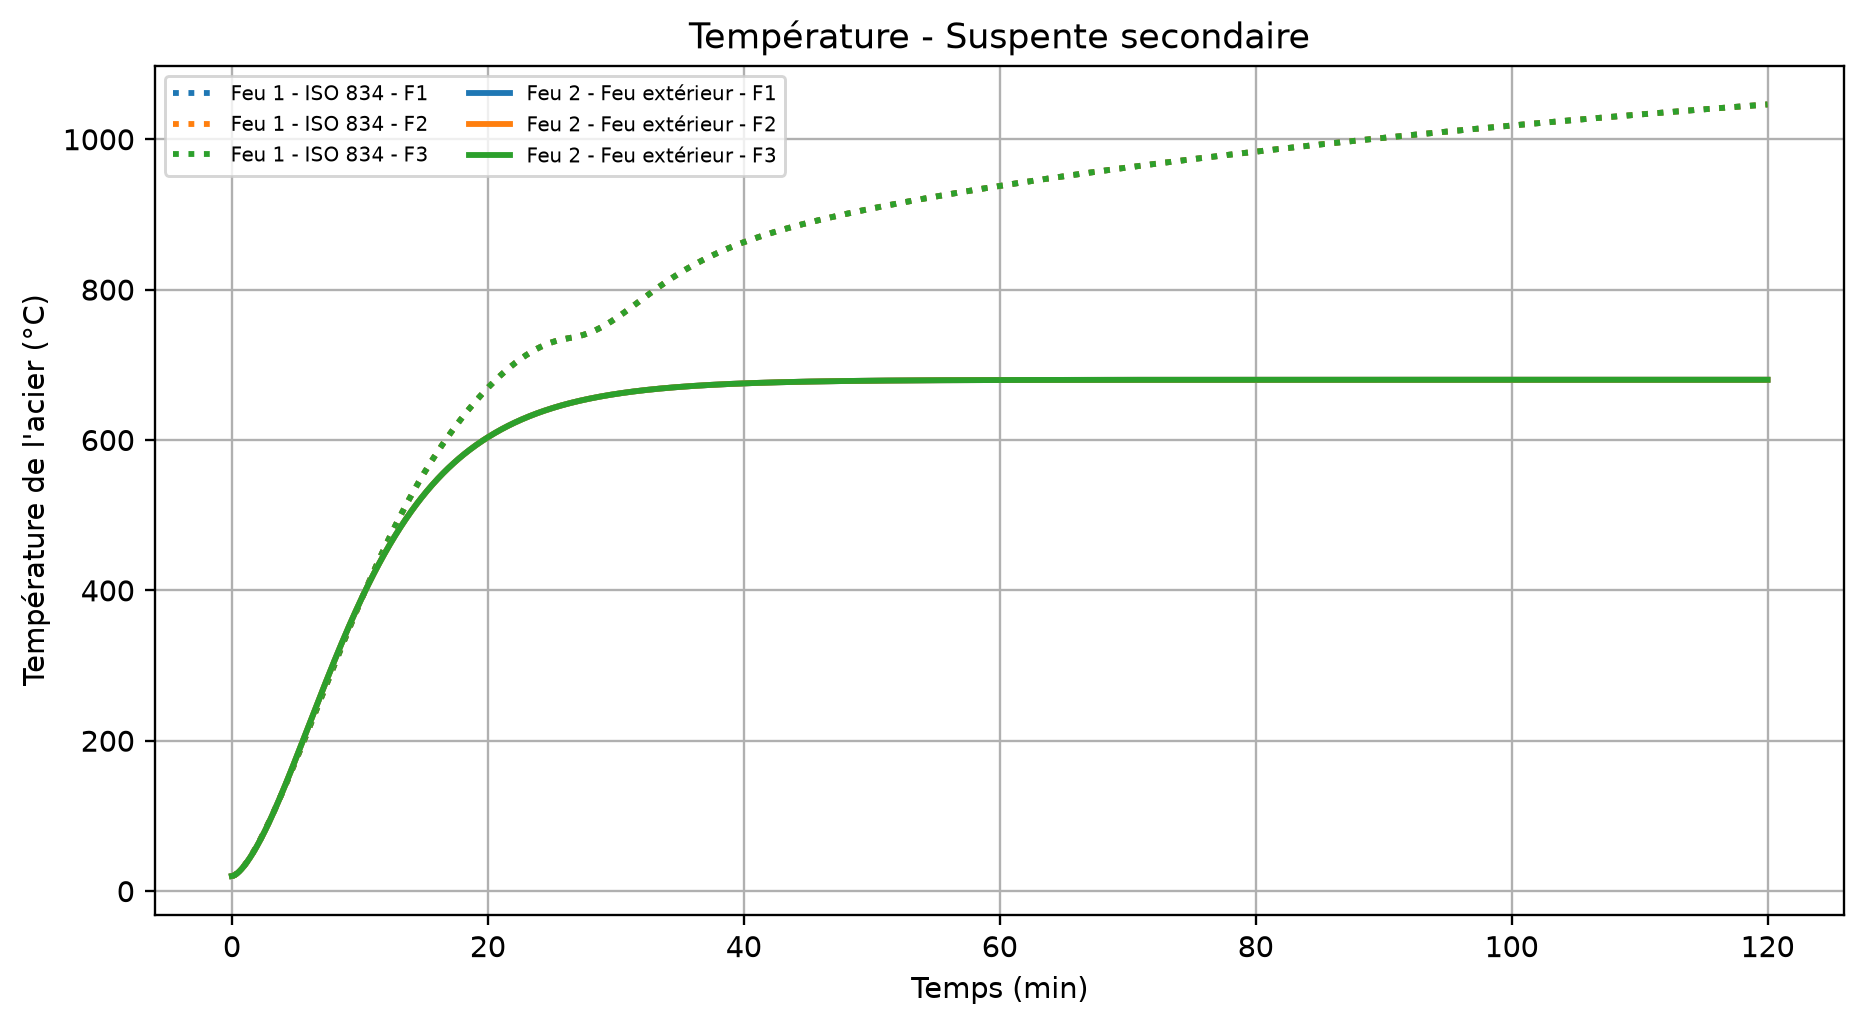 Température - Suspente secondaire
Feu 1 - ISO 834 - F1
Feu 1 - ISO 834 - F2
Feu 1 - ISO 834 - F3
Feu 2 - Feu extérieur - F1
Feu 2 - Feu extérieur - F2
Feu 2 - Feu extérieur - F3
Température de l'acier (°C)
1000
800
600
400
200
0
0 20 40 60 80 100 120
Temps (min)